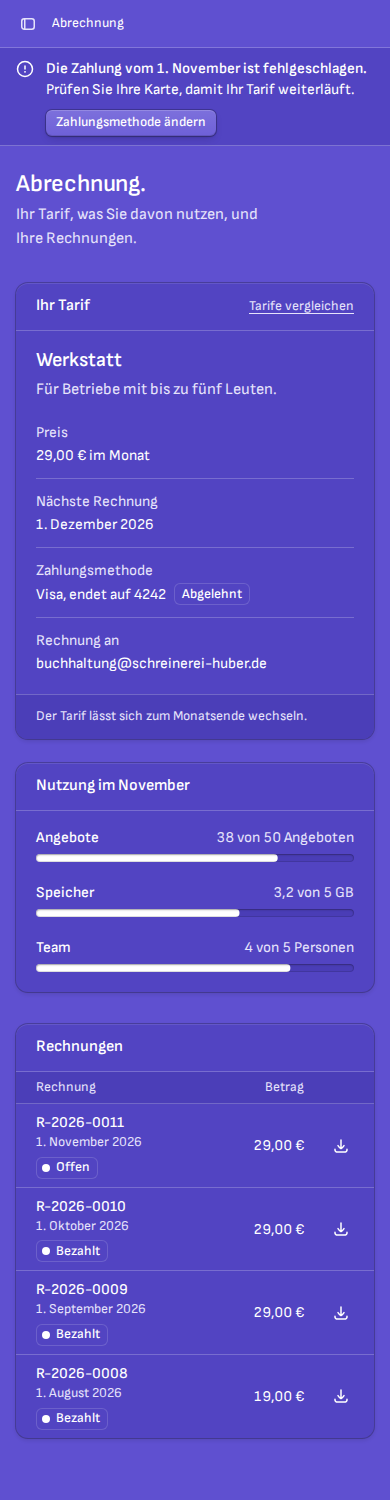 Abrechnung
Die Zahlung vom 1. November ist fehlgeschlagen.
Prüfen Sie Ihre Karte, damit Ihr Tarif weiterläuft.
Zahlungsmethode ändern
Abrechnung.
Ihr Tarif, was Sie davon nutzen, und
Ihre Rechnungen.
Ihr Tarif
Tarife vergleichen
Werkstatt
Für Betriebe mit bis zu fünf Leuten.
Preis
29,00 € im Monat
Nächste Rechnung
1. Dezember 2026
Zahlungsmethode
Visa, endet auf 4242 Abgelehnt
Rechnung an
buchhaltung@schreinerei-huber.de
Der Tarif lässt sich zum Monatsende wechseln.
Nutzung im November
Angebote 38 von 50 Angeboten
Speicher 3,2 von 5 GB
Team 4 von 5 Personen
Rechnungen
Rechnung Betrag
R-2026-0011
1. November 2026
Offen
29,00 €
R-2026-0010
1. Oktober 2026
Bezahlt
29,00 €
R-2026-0009
1. September 2026
Bezahlt
29,00 €
R-2026-0008
1. August 2026
Bezahlt
19,00 €